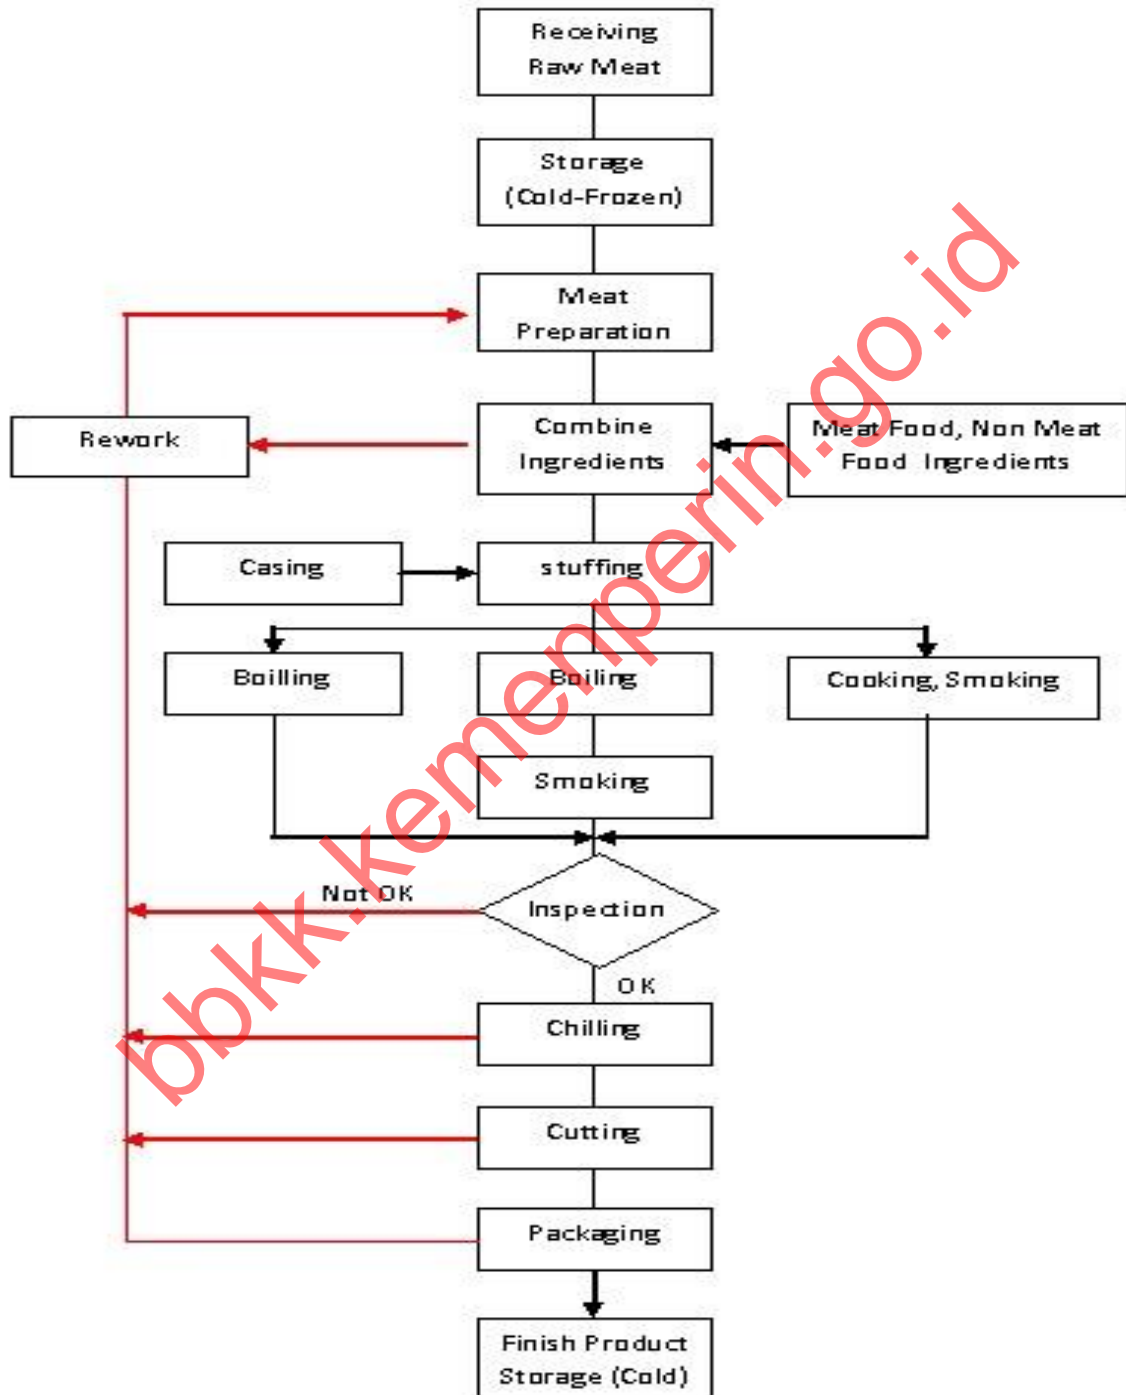 Receiving
Raw Meat
Storage
(Cold-Frozen)
Meat
Preparation
Rework
Combine
Ingredients
Meat Food, Non Meat
Food Ingredients
Casing
stuffing
Boilling
Boiling
Cooking, Smoking
Smoking
Not OK
Inspection
OK
Chilling
Cutting
Packaging
Finish Product
Storage (Cold)
bbkk.kemenperin.go.id